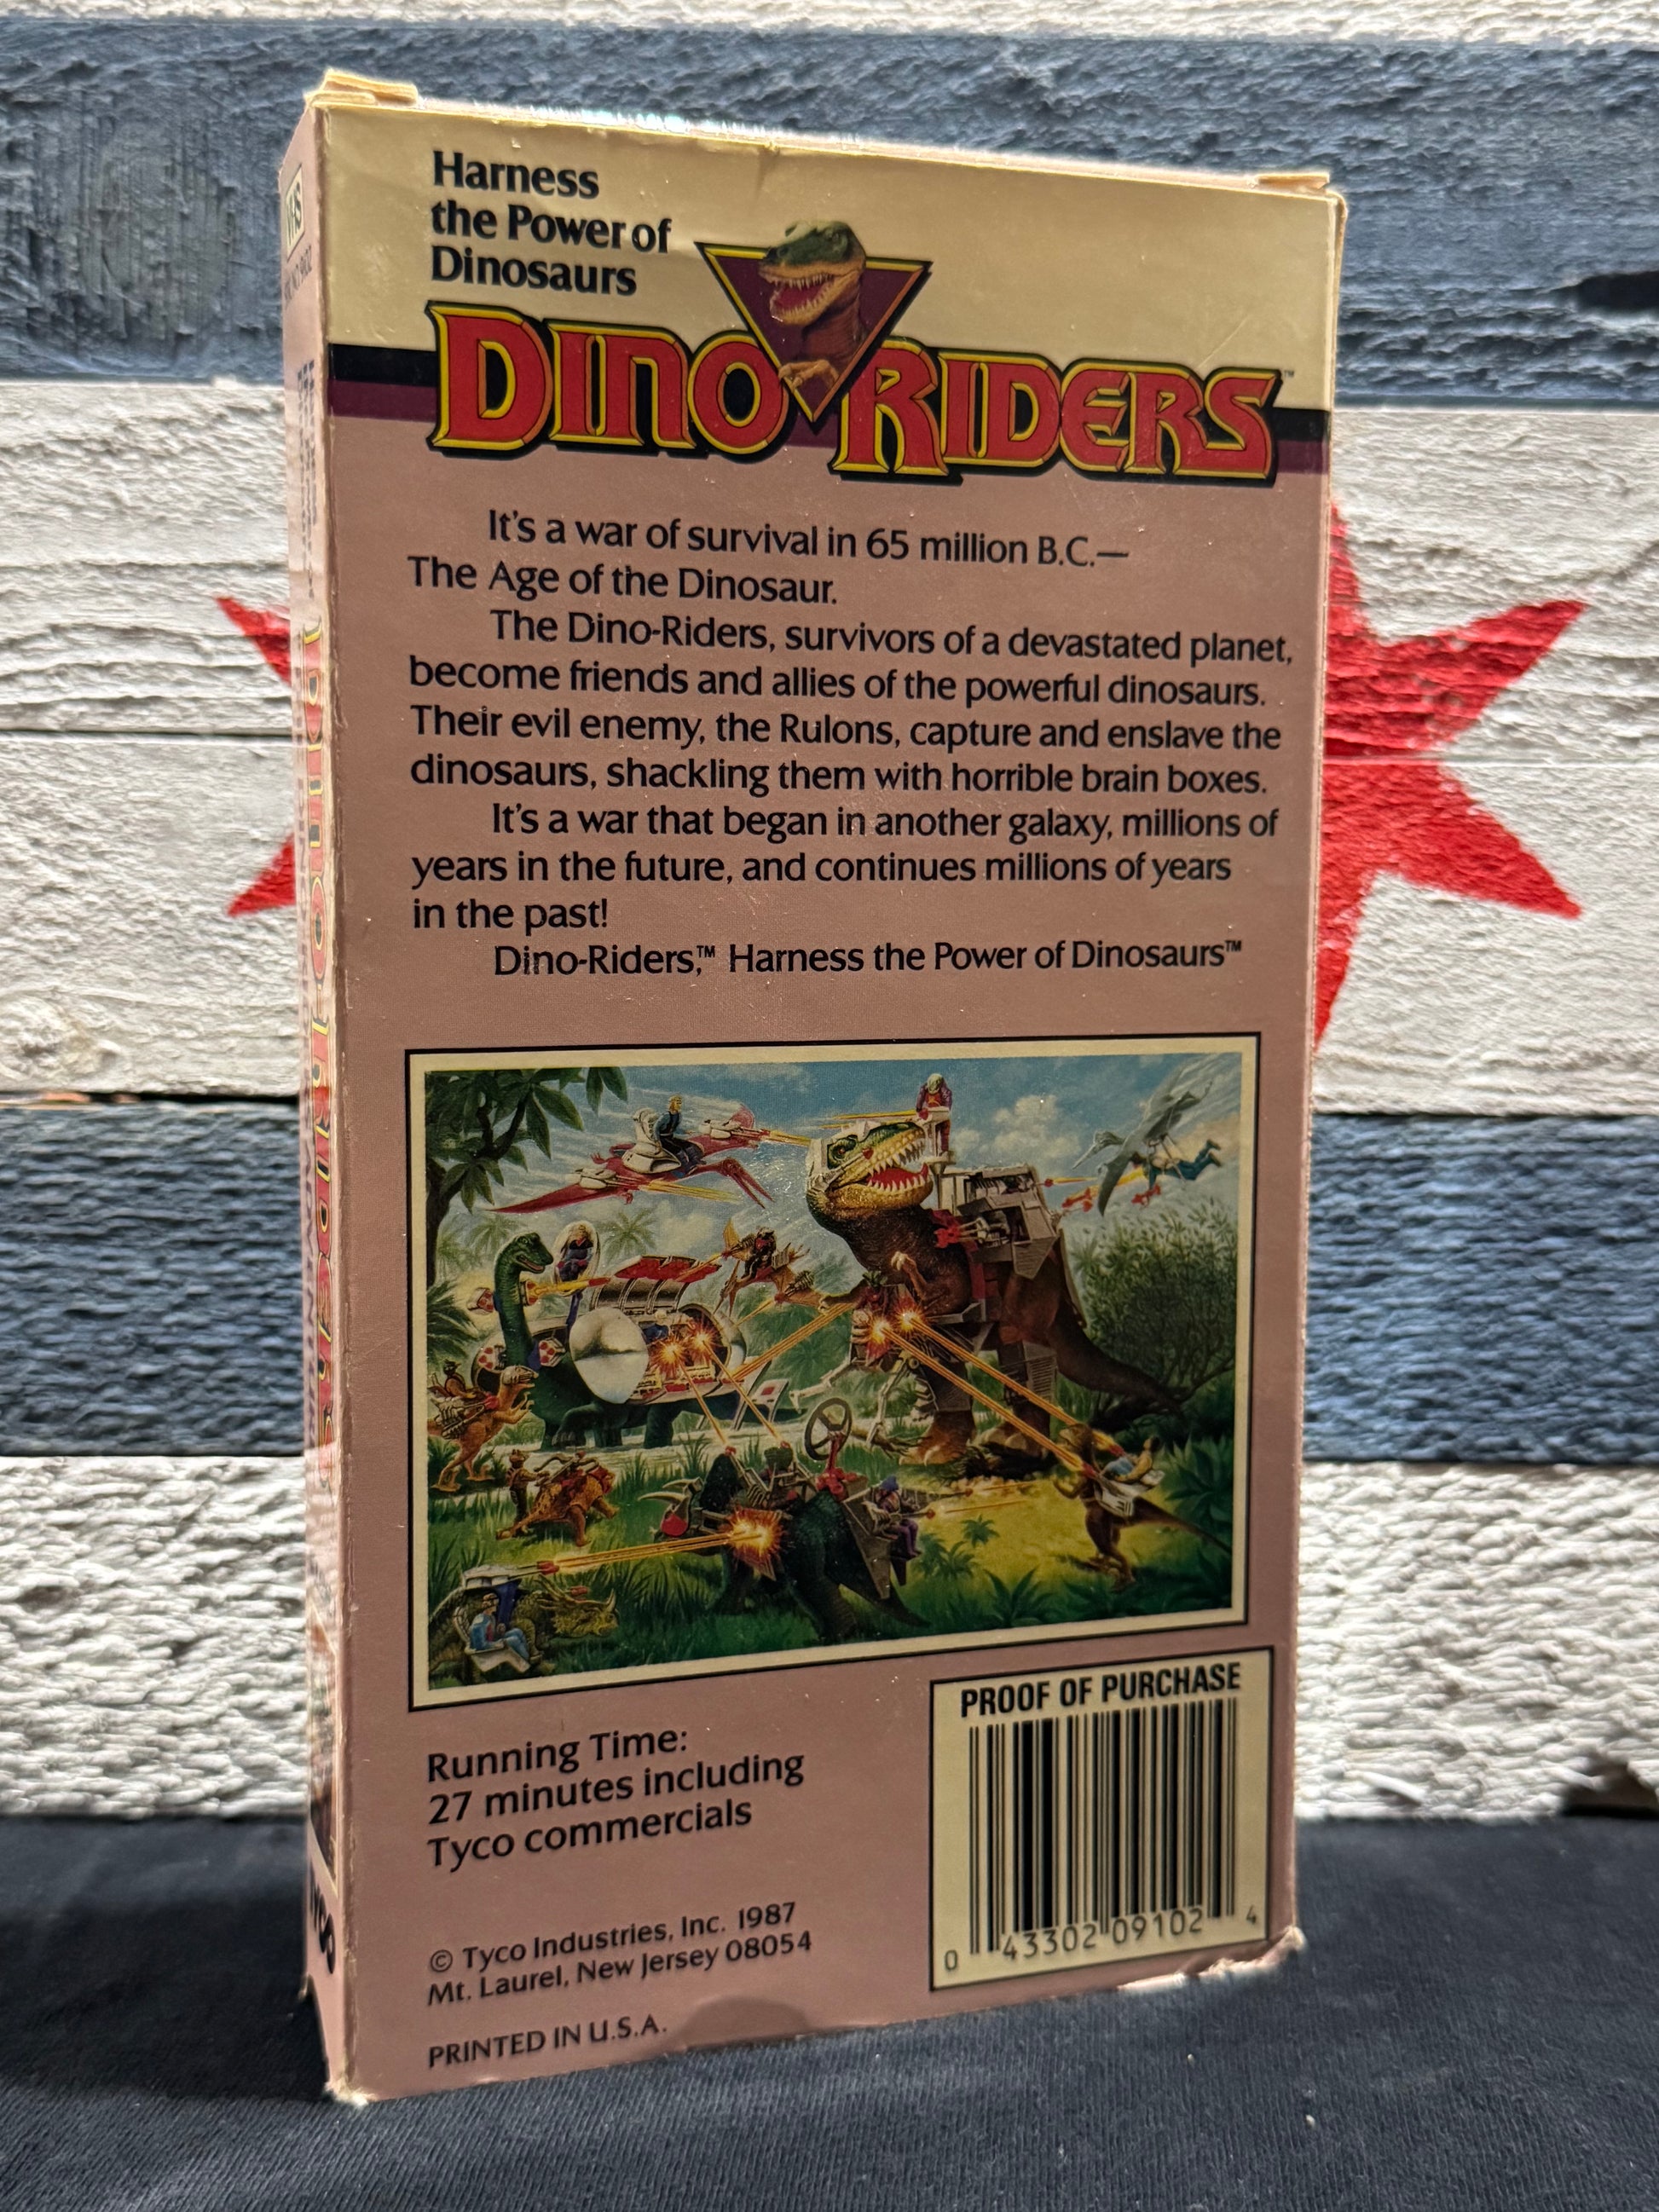 Harness
the Power of
Dinosaurs
DINO RIDERS™
It's a war of survival in 65 million B.C.—
The Age of the Dinosaur.
The Dino-Riders, survivors of a devastated planet,
become friends and allies of the powerful dinosaurs.
Their evil enemy, the Rulons, capture and enslave the
dinosaurs, shackling them with horrible brain boxes.
It's a war that began in another galaxy, millions of
years in the future, and continues millions of years
in the past!
Dino-Riders,™ Harness the Power of Dinosaurs™
PROOF OF PURCHASE
0 43302 09102 4
Running Time:
27 minutes including
Tyco commercials
© Tyco Industries, Inc. 1987
Mt. Laurel, New Jersey 08054
PRINTED IN U.S.A.
VHS
DINO-RIDERS
TYCO